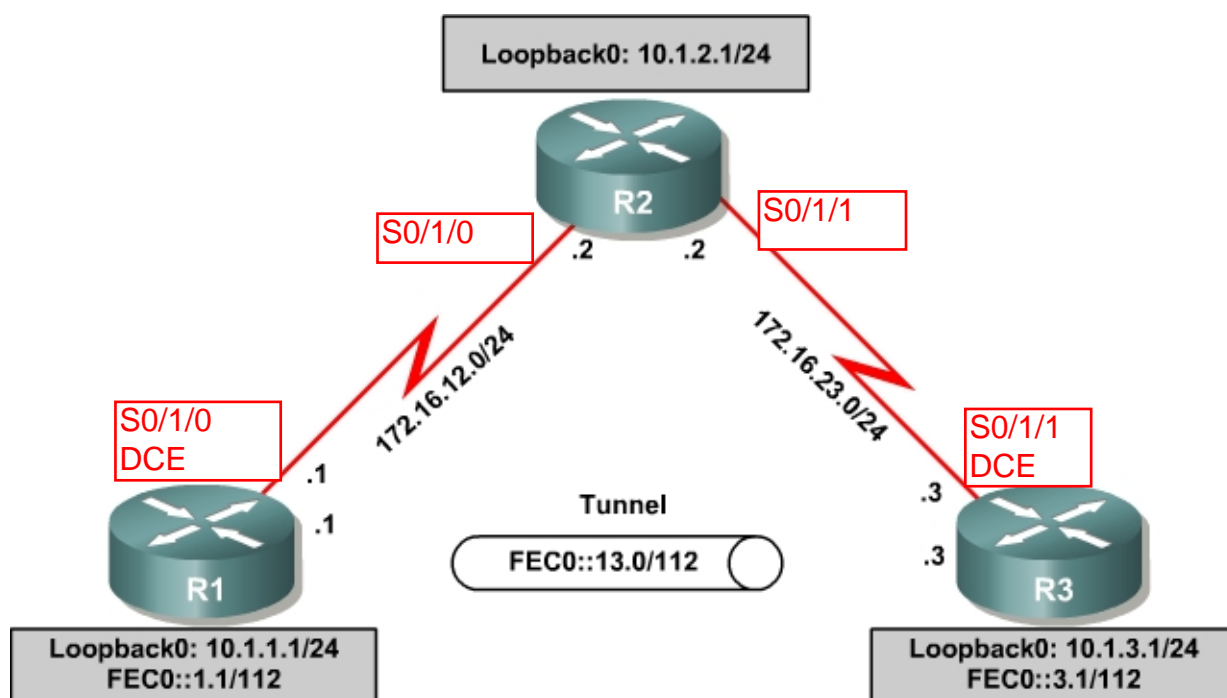 Loopback0: 10.1.2.1/24
R2
S0/1/0
S0/1/1
.2
.2
172.16.12.0/24
172.16.23.0/24
S0/1/0
DCE
S0/1/1
DCE
.1
.1
.3
.3
Tunnel
FEC0::13.0/112
R1
R3
Loopback0: 10.1.1.1/24
FEC0::1.1/112
Loopback0: 10.1.3.1/24
FEC0::3.1/112